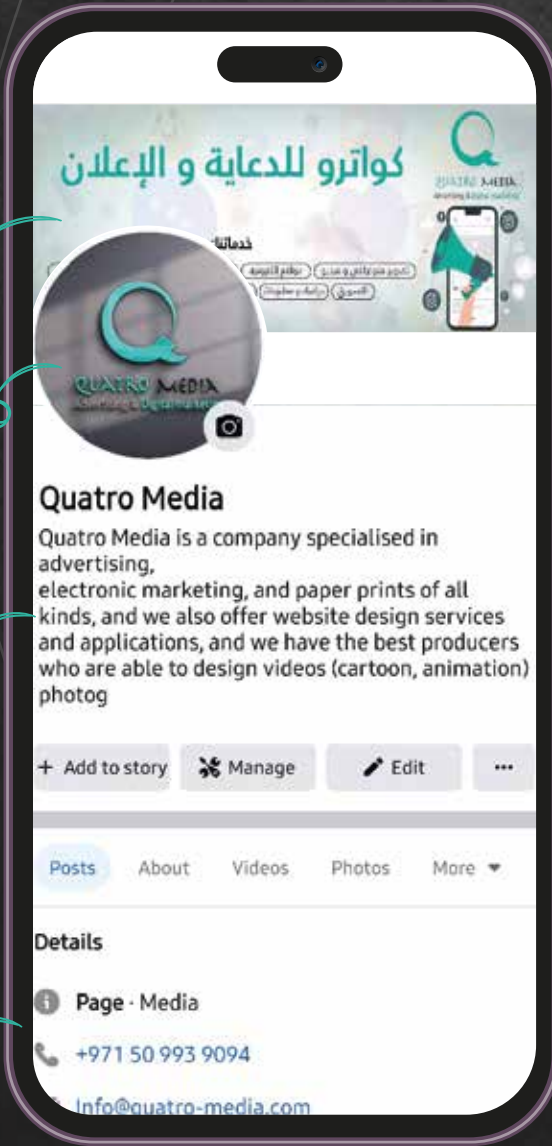 كواترو للدعاية و الإعلان
QUATRO MEDIA
خدماتنا
QUATRO MEDIA
Quatro Media
Quatro Media is a company specialised in
advertising,
electronic marketing, and paper prints of all
kinds, and we also offer website design services
and applications, and we have the best producers
who are able to design videos (cartoon, animation)
photog
+ Add to story
Manage
Edit
...
Posts About Videos Photos More
Details
Page · Media
+971 50 993 9094
Info@quatro-media.com